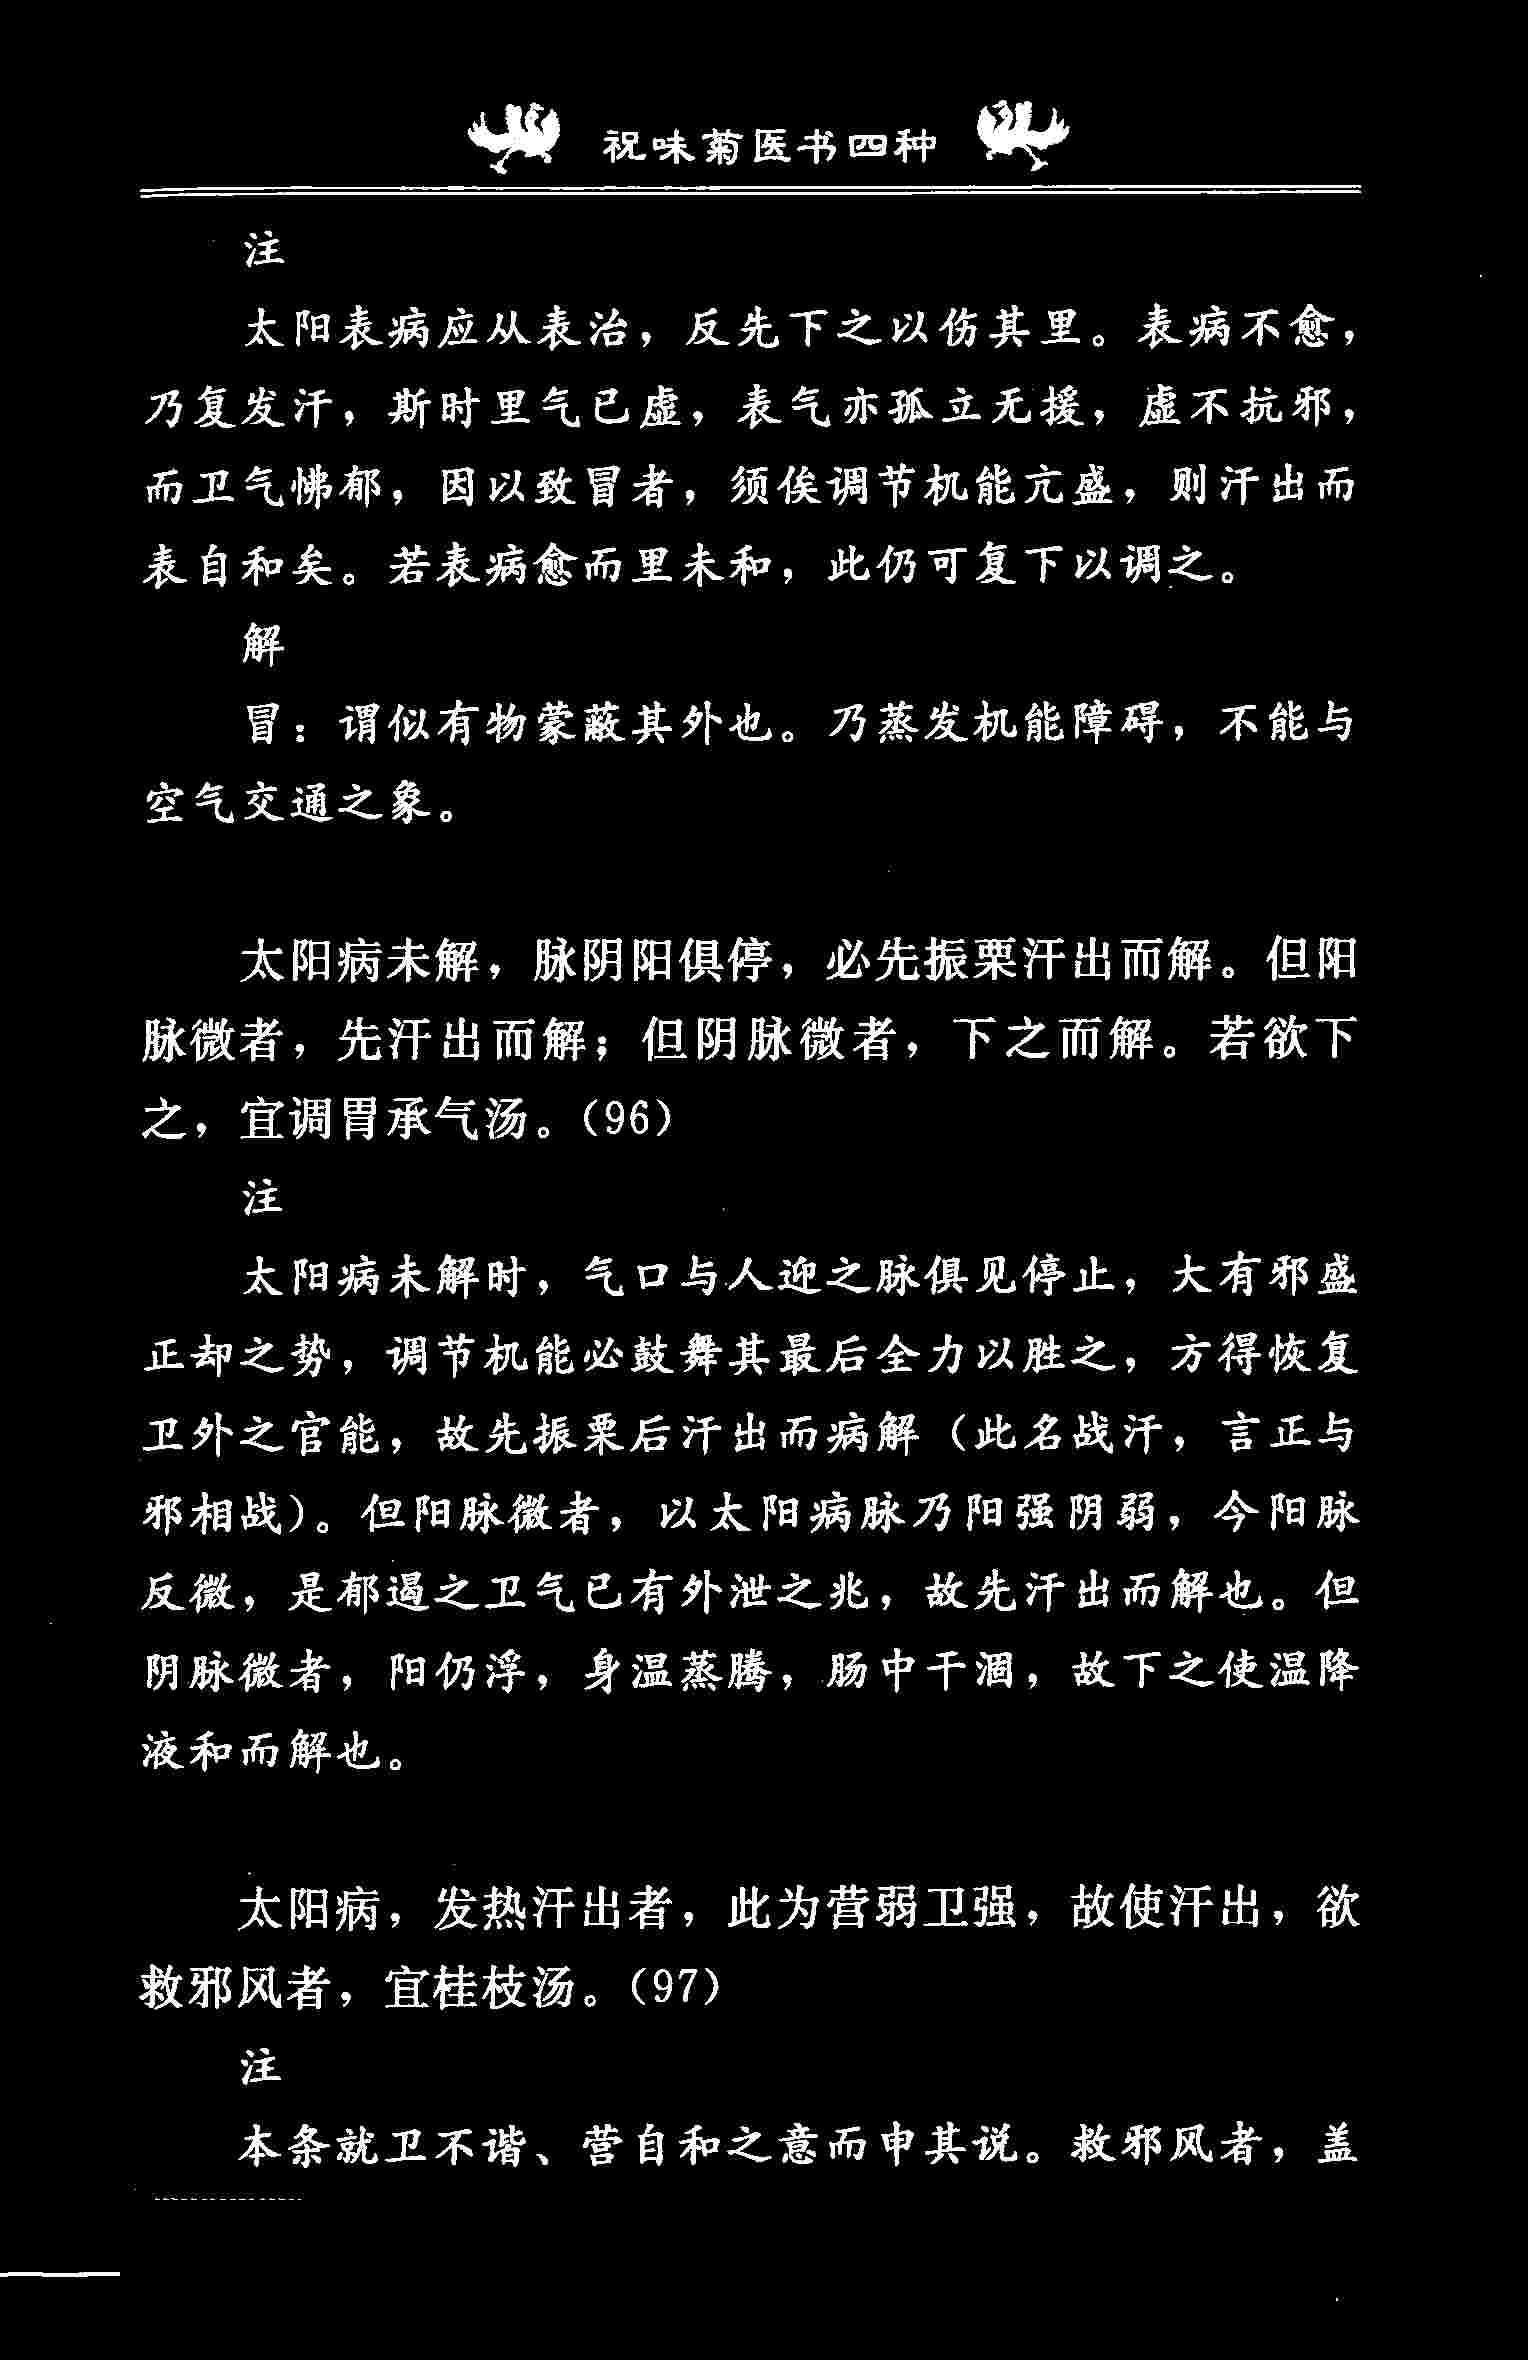 祝味菊医书四种
注
太阳表病应从表治，反先下之以伤其里。表病不愈，
乃复发汗，斯时里气已虚，表气亦孤立无援，虚不抗邪，
而卫气怫郁，因以致冒者，须俟调节机能亢盛，则汗出而
表自和矣。若表病愈而里未和，此仍可复下以调之。
解
冒：谓似有物蒙蔽其外也。乃蒸发机能障碍，不能与
空气交通之象。
太阳病未解，脉阴阳俱停，必先振栗汗出而解。但阳
脉微者，先汗出而解；但阴脉微者，下之而解。若欲下
之，宜调胃承气汤。（96）
注
太阳病未解时，气口与人迎之脉俱见停止，大有邪盛
正却之势，调节机能必鼓舞其最后全力以胜之，方得恢复
卫外之官能，故先振栗后汗出而病解（此名战汗，言正与
邪相战）。但阳脉微者，以太阳病脉乃阳强阴弱，今阳脉
反微，是郁遏之卫气已有外泄之兆，故先汗出而解也。但
阴脉微者，阳仍浮，身温蒸腾，肠中干涸，故下之使温降
液和而解也。
太阳病，发热汗出者，此为营弱卫强，故使汗出，欲
救邪风者，宜桂枝汤。（97）
注
本条就卫不谐、营自和之意而申其说。救邪风者，盖